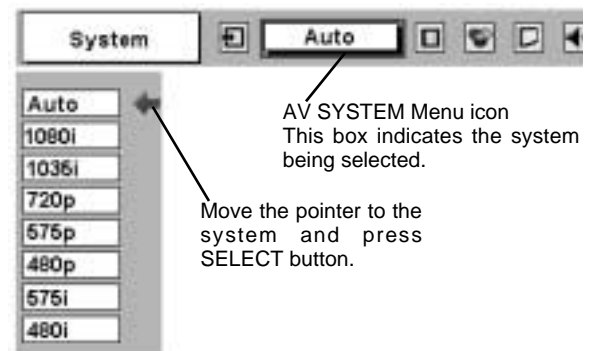 System
Auto
AV SYSTEM Menu icon
This box indicates the system
being selected.
Auto
1080i
1035i
720p
575p
480p
575i
480i
Move the pointer to the
system and press
SELECT button.